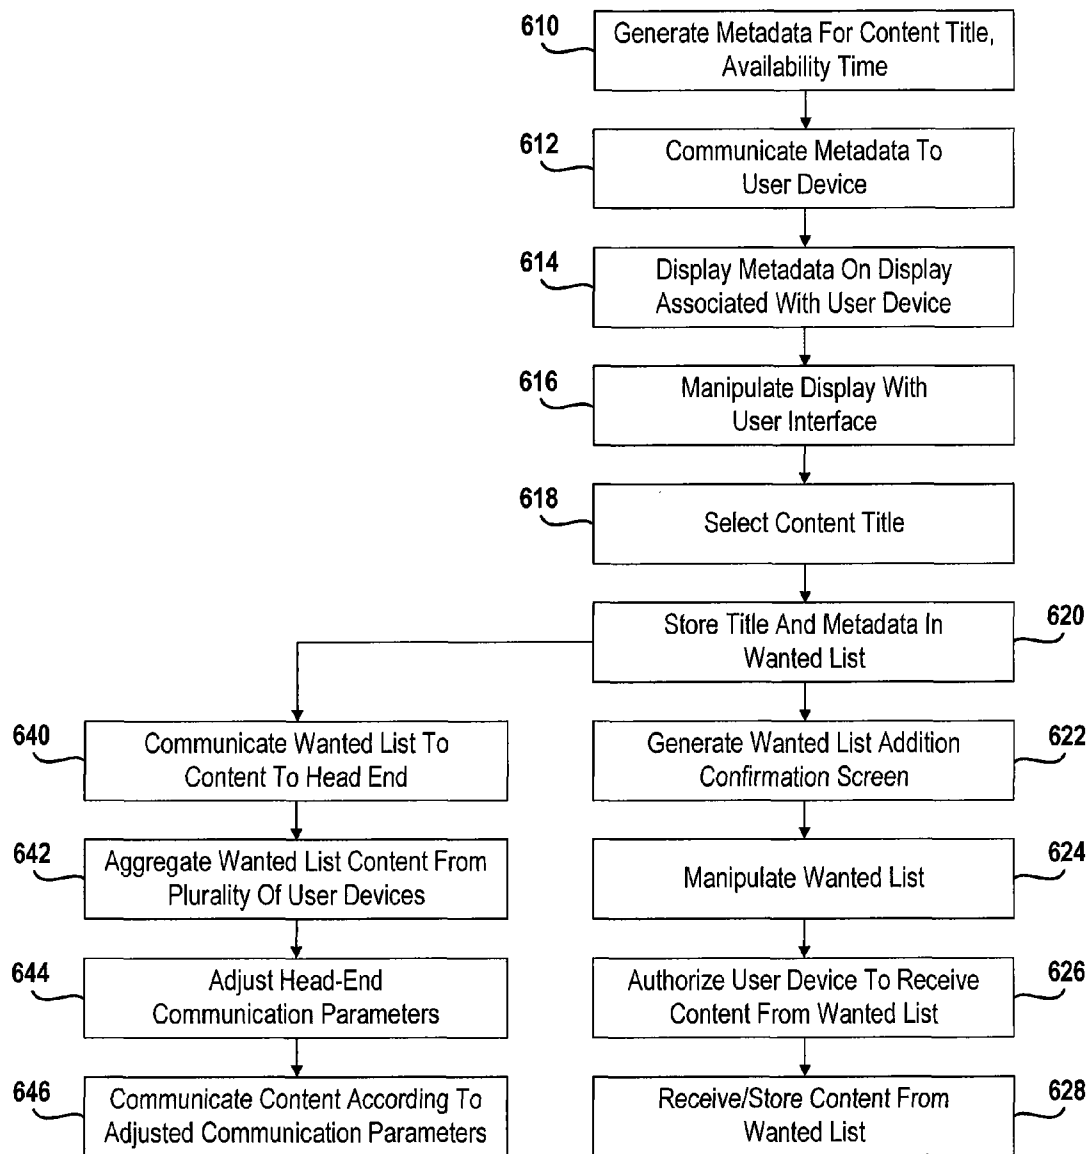 610
Generate Metadata For Content Title,
Availability Time
612
Communicate Metadata To
User Device
614
Display Metadata On Display
Associated With User Device
616
Manipulate Display With
User Interface
618
Select Content Title
620
Store Title And Metadata In
Wanted List
640
Communicate Wanted List To
Content To Head End
622
Generate Wanted List Addition
Confirmation Screen
642
Aggregate Wanted List Content From
Plurality Of User Devices
624
Manipulate Wanted List
644
Adjust Head-End
Communication Parameters
626
Authorize User Device To Receive
Content From Wanted List
646
Communicate Content According To
Adjusted Communication Parameters
628
Receive/Store Content From
Wanted List